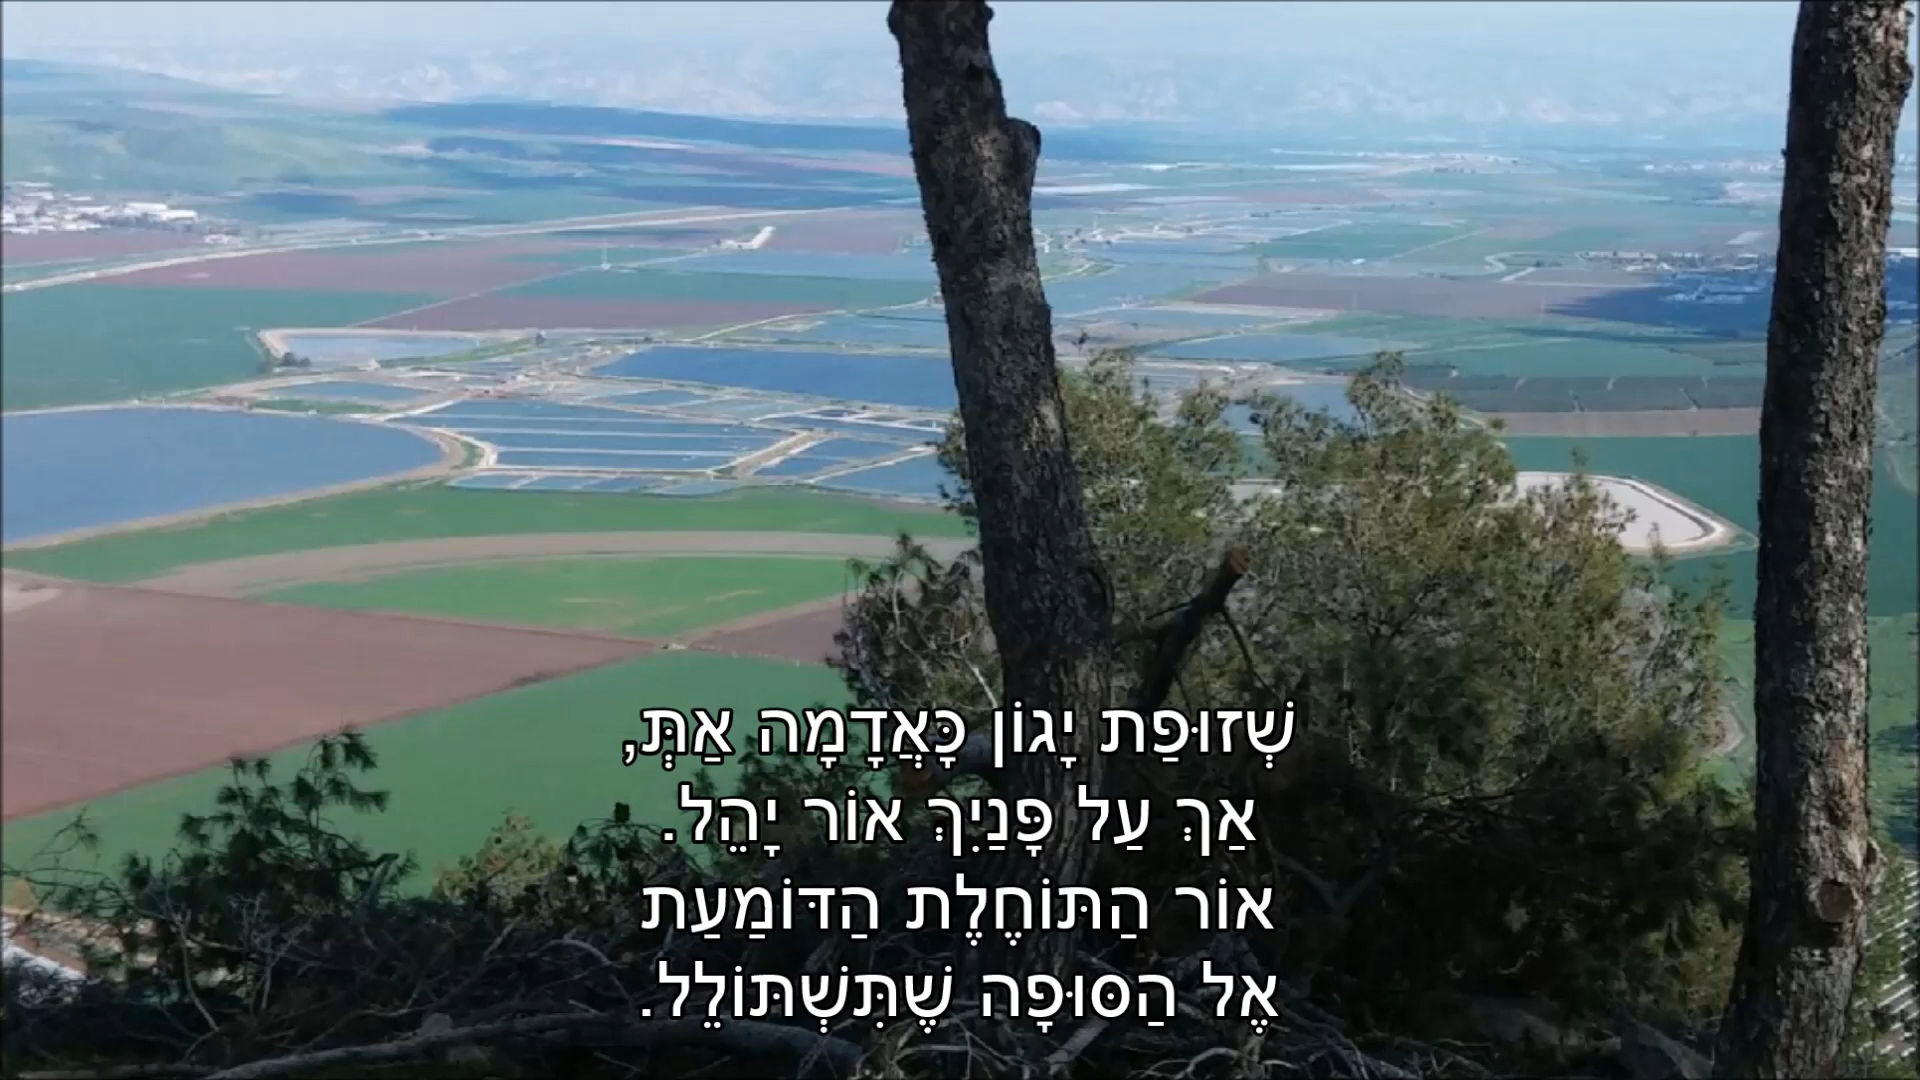 שְׁזוּפַת יָגוֹן כָּאֲדָמָה אַתְּ,
אַךְ עַל פָּנַיִךְ אוֹר יָהֵל.
אוֹר הַתּוֹחֶלֶת הַדּוֹמַעַת
אֶל הַסּוּפָה שֶׁתִּשְׁתּוֹלֵל.